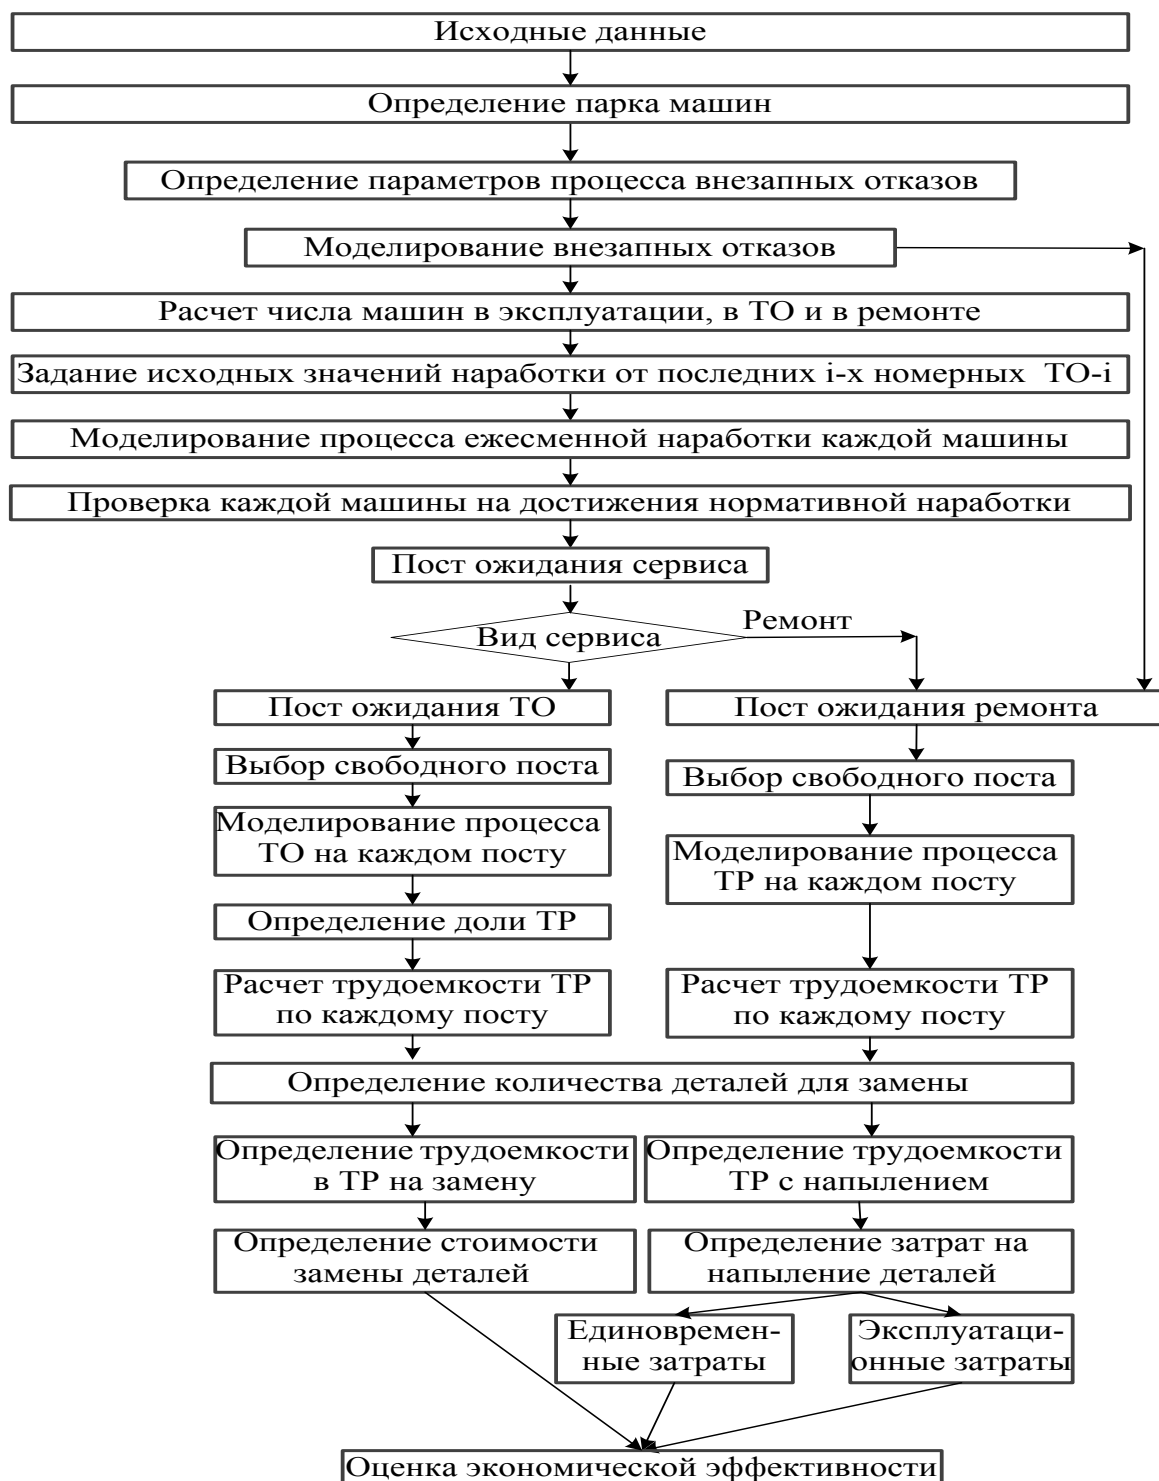 Исходные данные
Определение парка машин
Определение параметров процесса внезапных отказов
Моделирование внезапных отказов
Расчет числа машин в эксплуатации, в ТО и в ремонте
Задание исходных значений наработки от последних i-х номерных ТО-i
Моделирование процесса ежесменной наработки каждой машины
Проверка каждой машины на достижения нормативной наработки
Пост ожидания сервиса
Вид сервиса
Ремонт
Пост ожидания ТО
Выбор свободного поста
Моделирование процесса
ТО на каждом посту
Определение доли ТР
Расчет трудоемкости ТР
по каждому посту
Пост ожидания ремонта
Выбор свободного поста
Моделирование процесса
ТР на каждом посту
Расчет трудоемкости ТР
по каждому посту
Определение количества деталей для замены
Определение трудоемкости
в ТР на замену
Определение стоимости
замены деталей
Определение трудоемкости
ТР с напылением
Определение затрат на
напыление деталей
Единовремен-
ные затраты
Эксплуатаци-
онные затраты
Оценка экономической эффективности